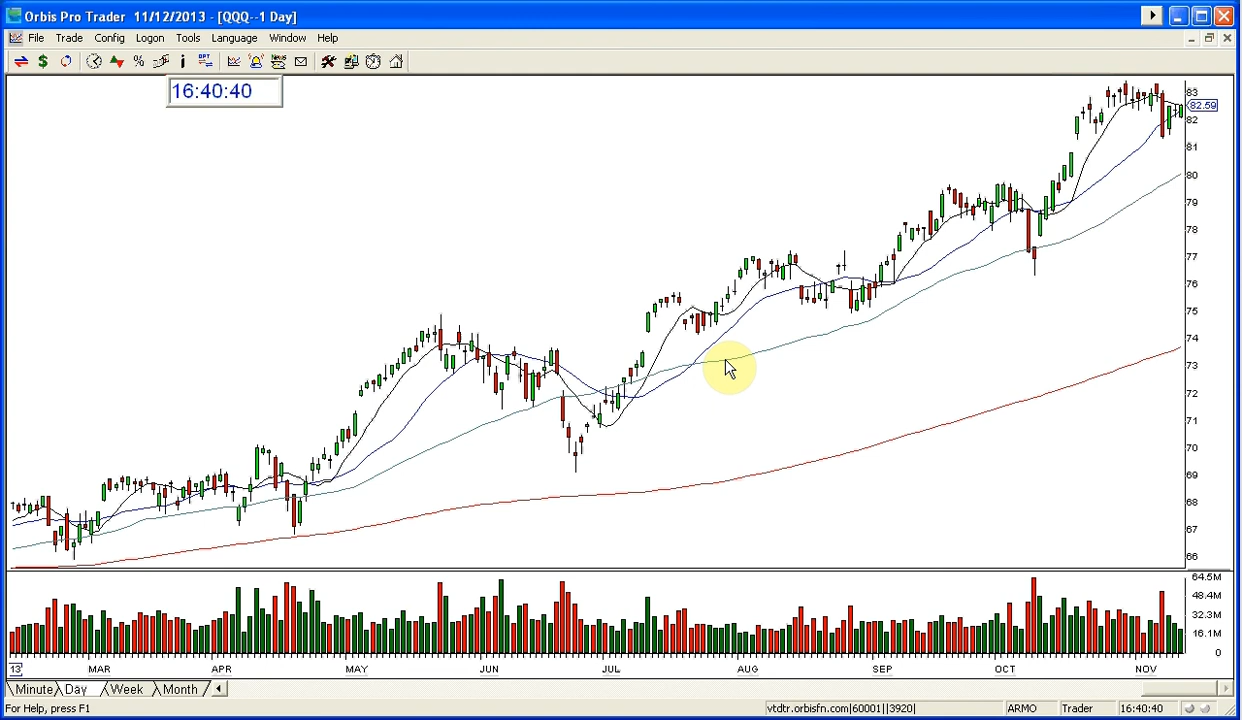 Orbis Pro Trader 11/12/2013 - [QQQ--1 Day]
File Trade Config Logon Tools Language Window Help
16:40:40
83
82.59
82
81
80
79
78
77
76
75
74
73
72
71
70
69
68
67
66
64.5M
48.4M
32.3M
16.1M
0
13 MAR APR MAY JUN JUL AUG SEP OCT NOV
Minute Day Week Month
For Help, press F1 vtdtr.orbisfn.com|60001||3920| ARMO Trader 16:40:40